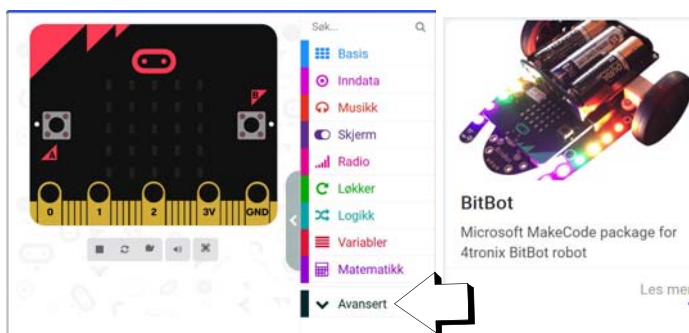 Søk...
Basis
Inndata
Musikk
Skjerm
Radio
Løkker
Logikk
Variabler
Matematikk
Avansert
A
B
0 1 2 3V GND
BitBot
Microsoft MakeCode package for
4tronix BitBot robot
Les mer